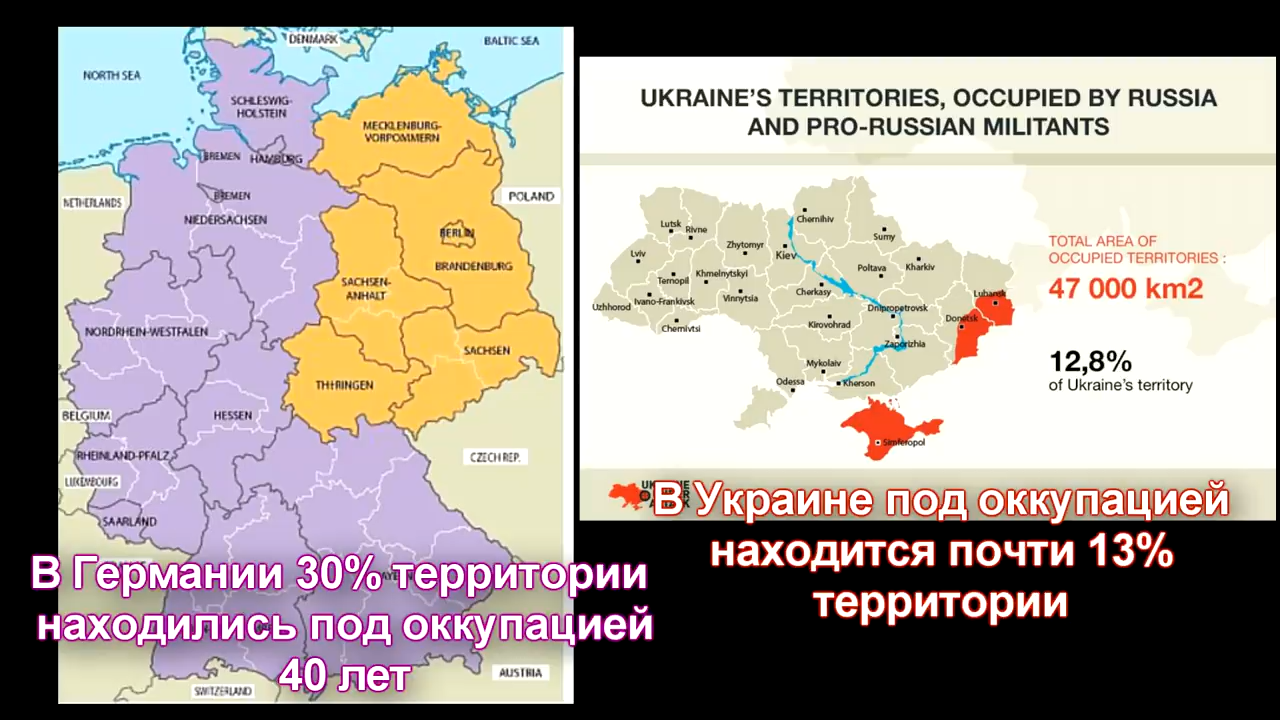 DENMARK
BALTIC SEA
NORTH SEA
SCHLESWIG-
HOLSTEIN
MECKLENBURG-
VORPOMMERN
BREMEN
HAMBURG
BREMEN
NETHERLANDS
POLAND
NIEDERSACHSEN
BERLIN
BRANDENBURG
SACHSEN-
ANHALT
NORDRHEIN-WESTFALEN
SACHSEN
THÜRINGEN
BELGIUM
HESSEN
RHEINLAND-PFALZ
CZECH REP.
LUXEMBOURG
SAARLAND
В Германии 30% территории
находились под оккупацией
40 лет
AUSTRIA
SWITZERLAND
UKRAINE'S TERRITORIES, OCCUPIED BY RUSSIA
AND PRO-RUSSIAN MILITANTS
Chernihiv
Lutsk
Rivne
Sumy
Zhytomyr
Kiev
Lviv
Poltava
Kharkiv
Ternopil
Khmelnytskyi
Cherkasy
Lubansk
Uzhhorod
Ivano-Frankivsk
Vinnytsia
Dnipropetrovsk
Donetsk
Chernivtsi
Kirovohrad
Zaporizhia
Mykolaiv
Odessa
Kherson
Simferopol
TOTAL AREA OF
OCCUPIED TERRITORIES :
47 000 km2
12,8%
of Ukraine's territory
В Украине под оккупацией
находится почти 13%
территории